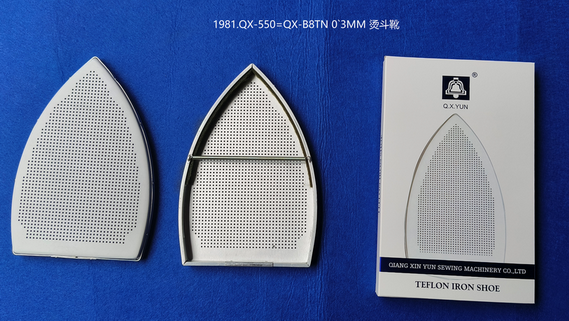 1981.QX-550=QX-B8TN 0`3MM 烫斗靴
®
Q.X.YUN
QIANG XIN YUN SEWING MACHINERY CO.,LTD
TEFLON IRON SHOE